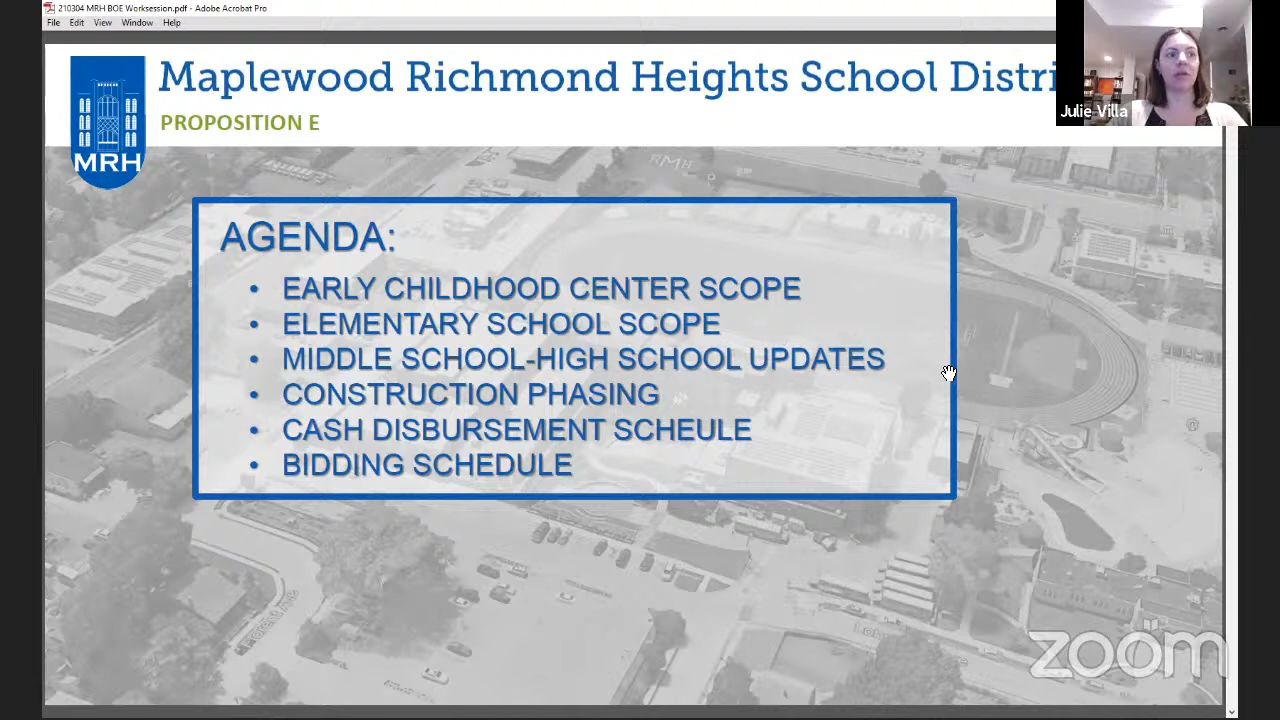 210304 MRH BOE Worksession.pdf - Adobe Acrobat Pro
File Edit View Window Help
Maplewood Richmond Heights School Distri
PROPOSITION E
MRH
Julie Villa
RMH
AGENDA:
• EARLY CHILDHOOD CENTER SCOPE
• ELEMENTARY SCHOOL SCOPE
• MIDDLE SCHOOL-HIGH SCHOOL UPDATES
• CONSTRUCTION PHASING
• CASH DISBURSEMENT SCHEULE
• BIDDING SCHEDULE
zoom